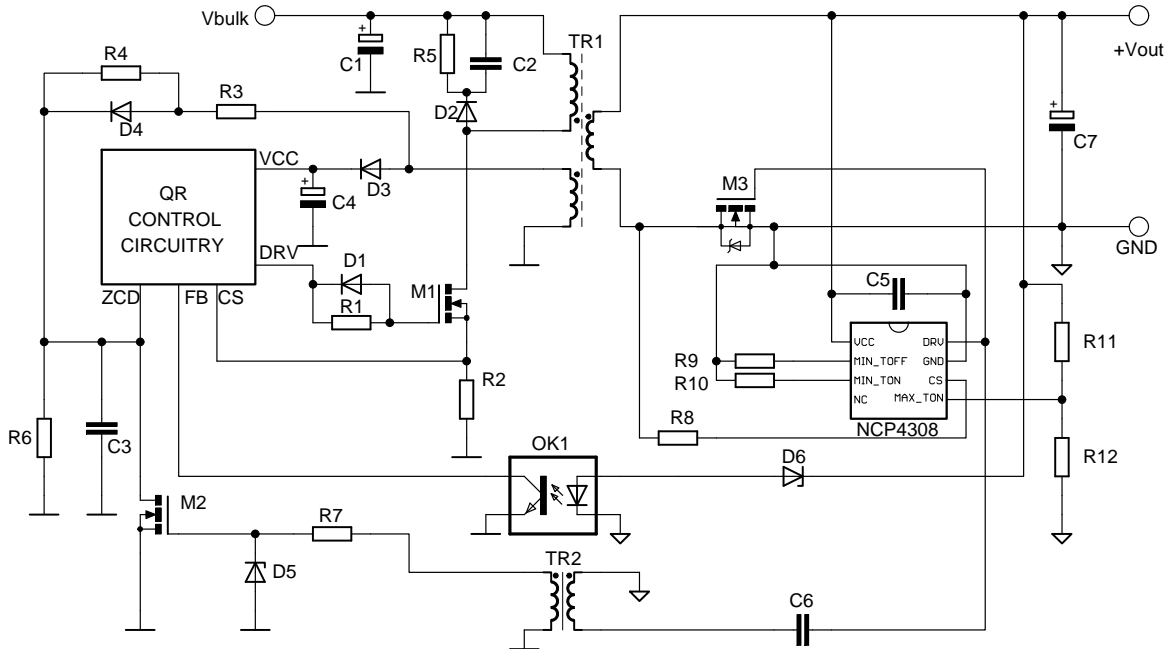 Vbulk
+
C1
R5
C2
TR1
+Vout
R4
D4
R3
D2
+
C7
VCC
D3
+
C4
QR
CONTROL
CIRCUITRY
M3
GND
DRV
ZCD
FB
CS
D1
R1
M1
C5
R2
R9
R10
VCC
MIN_TOFF
MIN_TON
NC
DRV
GND
CS
MAX_TON
NCP4308
R11
R8
R6
C3
OK1
D6
R12
M2
R7
D5
TR2
C6